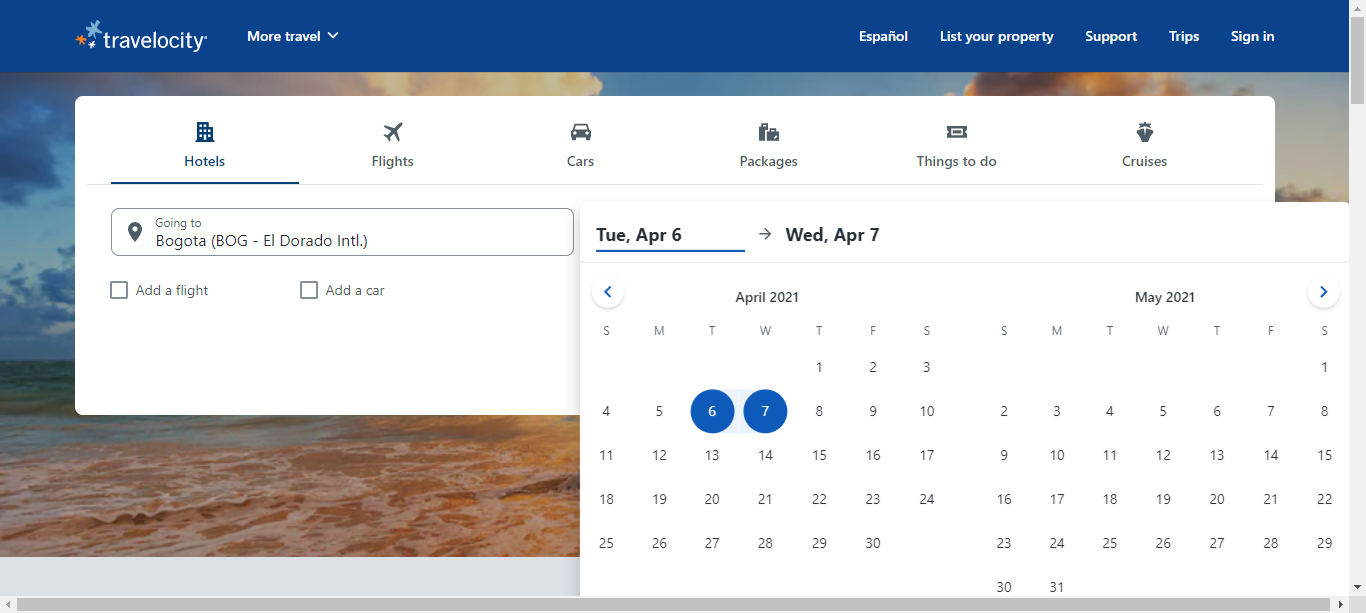 travelocity
More travel
Español
List your property
Support
Trips
Sign in
Hotels
Flights
Cars
Packages
Things to do
Cruises
Going to
Bogota (BOG - El Dorado Intl.)
Add a flight
Add a car
Tue, Apr 6
Wed, Apr 7
April 2021
S M T W T F S
1 2 3
4 5 6 7 8 9 10
11 12 13 14 15 16 17
18 19 20 21 22 23 24
25 26 27 28 29 30
May 2021
S M T W T F S
1
2 3 4 5 6 7 8
9 10 11 12 13 14 15
16 17 18 19 20 21 22
23 24 25 26 27 28 29
30 31